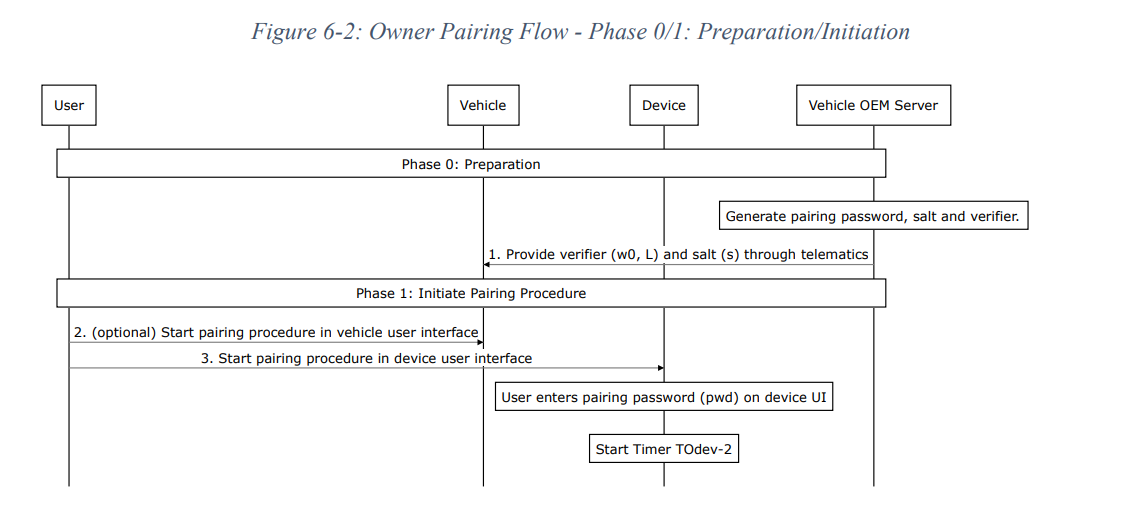 Figure 6-2: Owner Pairing Flow - Phase 0/1: Preparation/Initiation
User
Vehicle
Device
Vehicle OEM Server
Phase 0: Preparation
Generate pairing password, salt and verifier.
1. Provide verifier (w0, L) and salt (s) through telematics
Phase 1: Initiate Pairing Procedure
2. (optional) Start pairing procedure in vehicle user interface
3. Start pairing procedure in device user interface
User enters pairing password (pwd) on device UI
Start Timer TOdev-2